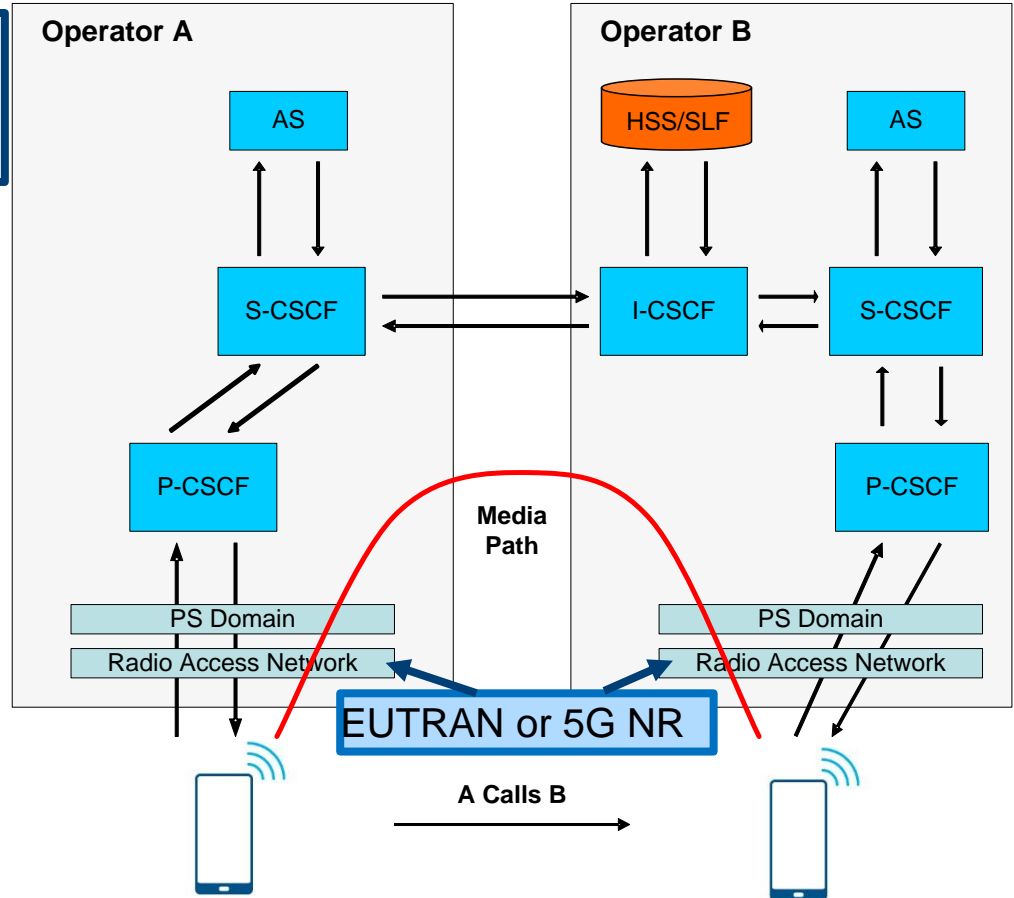 Operator A
Operator B
AS
HSS/SLF
AS
S-CSCF
I-CSCF
S-CSCF
P-CSCF
P-CSCF
Media
Path
PS Domain
PS Domain
Radio Access Network
Radio Access Network
EUTRAN or 5G NR
A Calls B